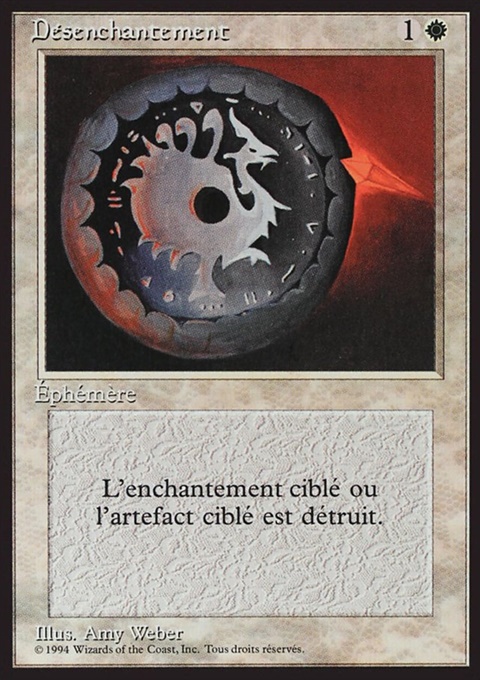 Désenchantement
1
Éphémère
L'enchantement ciblé ou
l'artefact ciblé est détruit.
Illus. Amy Weber
© 1994 Wizards of the Coast, Inc. Tous droits réservés.